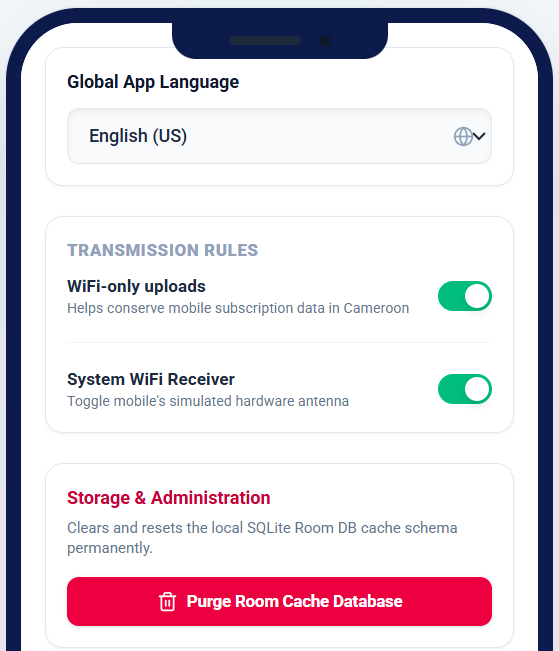 Global App Language
English (US)
TRANSMISSION RULES
WiFi-only uploads
Helps conserve mobile subscription data in Cameroon
System WiFi Receiver
Toggle mobile's simulated hardware antenna
Storage & Administration
Clears and resets the local SQLite Room DB cache schema
permanently.
Purge Room Cache Database